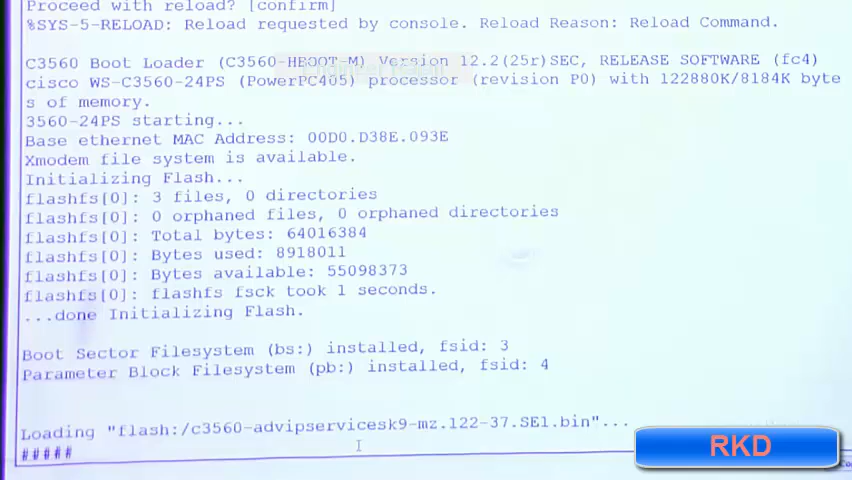 Proceed with reload? [confirm]
%SYS-5-RELOAD: Reload requested by console. Reload Reason: Reload Command.
C3560 Boot Loader (C3560-HBOOT-M) Version 12.2(25r)SEC, RELEASE SOFTWARE (fc4)
cisco WS-C3560-24PS (PowerPC405) processor (revision P0) with 122880K/8184K byte
s of memory.
3560-24PS starting...
Base ethernet MAC Address: 00D0.D38E.093E
Xmodem file system is available.
Initializing Flash...
flashfs[0]: 3 files, 0 directories
flashfs[0]: 0 orphaned files, 0 orphaned directories
flashfs[0]: Total bytes: 64016384
flashfs[0]: Bytes used: 8918011
flashfs[0]: Bytes available: 55098373
flashfs[0]: flashfs fsck took 1 seconds.
...done Initializing Flash.
Boot Sector Filesystem (bs:) installed, fsid: 3
Parameter Block Filesystem (pb:) installed, fsid: 4
Loading "flash:/c3560-advipservicesk9-mz.122-37.SE1.bin"...
#####
RKD